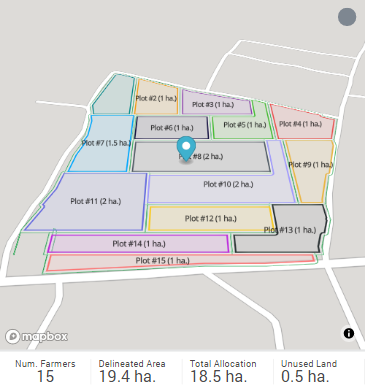 Plot #2 (1 ha.)
Plot #3 (1 ha.)
Plot #4 (1 ha.)
Plot #6 (1 ha.)
Plot #5 (1 ha.)
Plot #7 (1.5 ha.)
#8 (2 ha.)
Plot #9 (1 ha.)
Plot #10 (2 ha.)
Plot #11 (2 ha.)
Plot #12 (1 ha.)
Plot #13 (1 ha.)
Plot #14 (1 ha.)
Plot #15 (1 ha.)
mapbox
i
Num. Farmers Delineated Area Total Allocation Unused Land
15 19.4 ha. 18.5 ha. 0.5 ha.